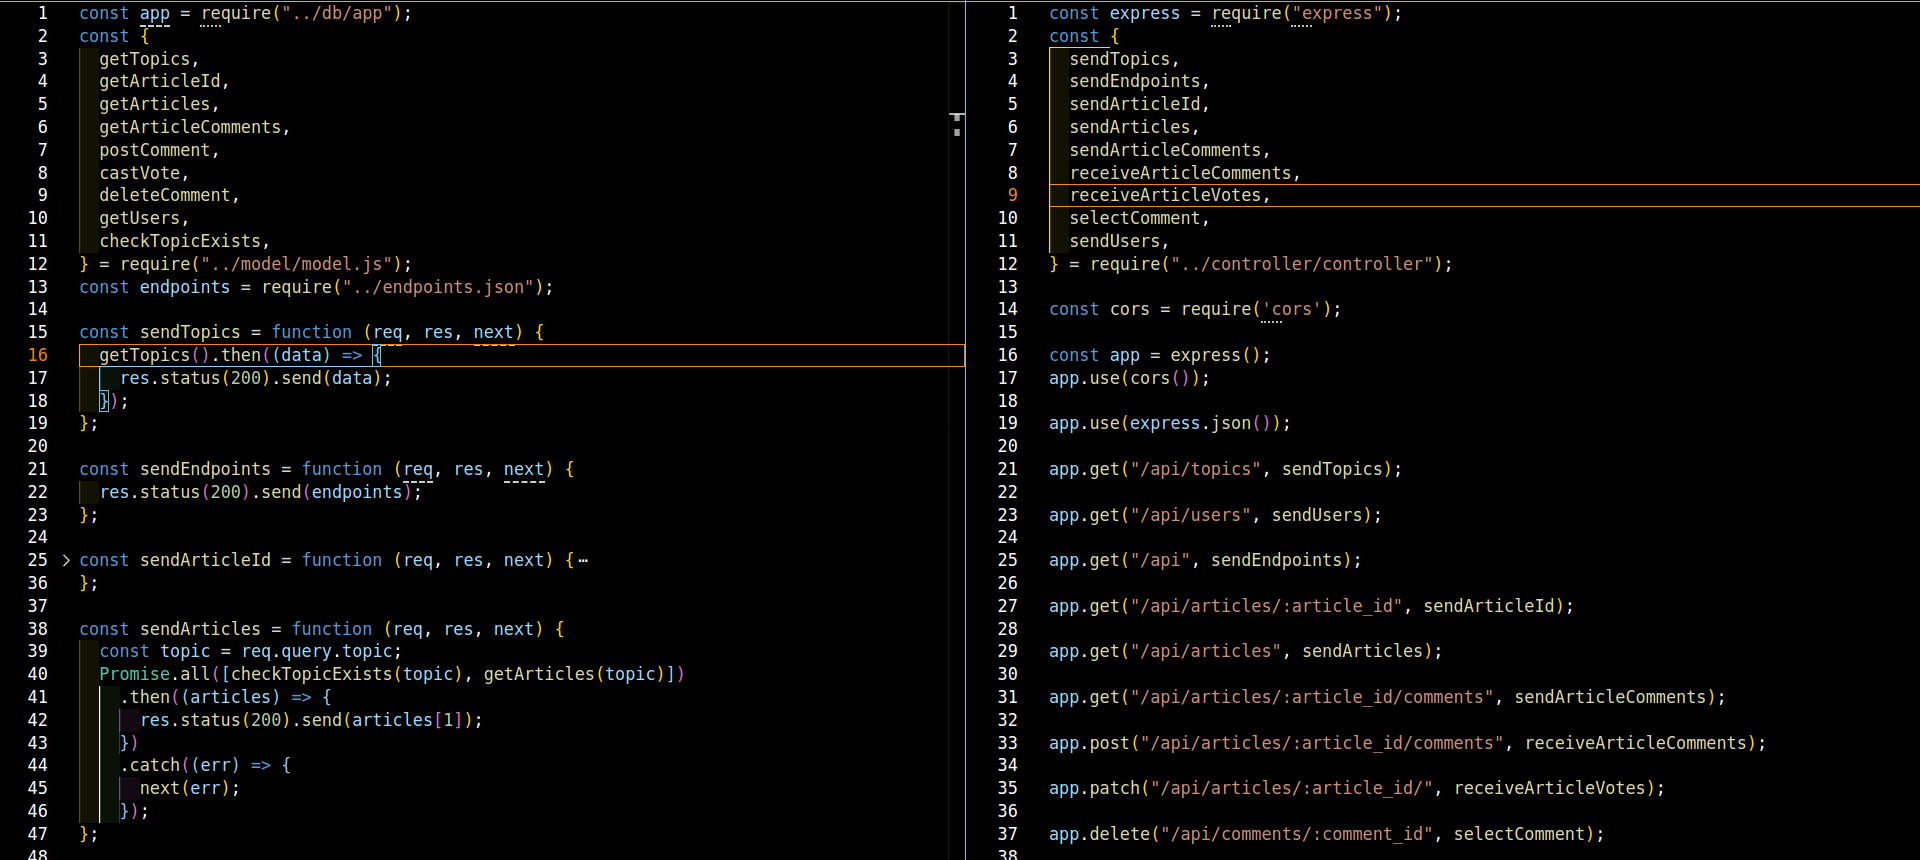 1 const app = require("../db/app");
2 const {
3 getTopics,
4 getArticleId,
5 getArticles,
6 getArticleComments,
7 postComment,
8 castVote,
9 deleteComment,
10 getUsers,
11 checkTopicExists,
12 } = require("../model/model.js");
13 const endpoints = require("../endpoints.json");
14
15 const sendTopics = function (req, res, next) {
16 getTopics().then((data) => {
17 res.status(200).send(data);
18 });
19 };
20
21 const sendEndpoints = function (req, res, next) {
22 res.status(200).send(endpoints);
23 };
24
25 const sendArticleId = function (req, res, next) {⋯
36 };
37
38 const sendArticles = function (req, res, next) {
39 const topic = req.query.topic;
40 Promise.all([checkTopicExists(topic), getArticles(topic)])
41 .then((articles) => {
42 res.status(200).send(articles[1]);
43 })
44 .catch((err) => {
45 next(err);
46 });
47 };
48
1 const express = require("express");
2 const {
3 sendTopics,
4 sendEndpoints,
5 sendArticleId,
6 sendArticles,
7 sendArticleComments,
8 receiveArticleComments,
9 receiveArticleVotes,
10 selectComment,
11 sendUsers,
12 } = require("../controller/controller");
13
14 const cors = require('cors');
15
16 const app = express();
17 app.use(cors());
18
19 app.use(express.json());
20
21 app.get("/api/topics", sendTopics);
22
23 app.get("/api/users", sendUsers);
24
25 app.get("/api", sendEndpoints);
26
27 app.get("/api/articles/:article_id", sendArticleId);
28
29 app.get("/api/articles", sendArticles);
30
31 app.get("/api/articles/:article_id/comments", sendArticleComments);
32
33 app.post("/api/articles/:article_id/comments", receiveArticleComments);
34
35 app.patch("/api/articles/:article_id/", receiveArticleVotes);
36
37 app.delete("/api/comments/:comment_id", selectComment);
38